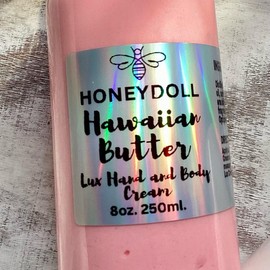 HONEYDOLL
Hawaiian
Butter
Lux Hand and Body
Cream
8oz. 250ml.